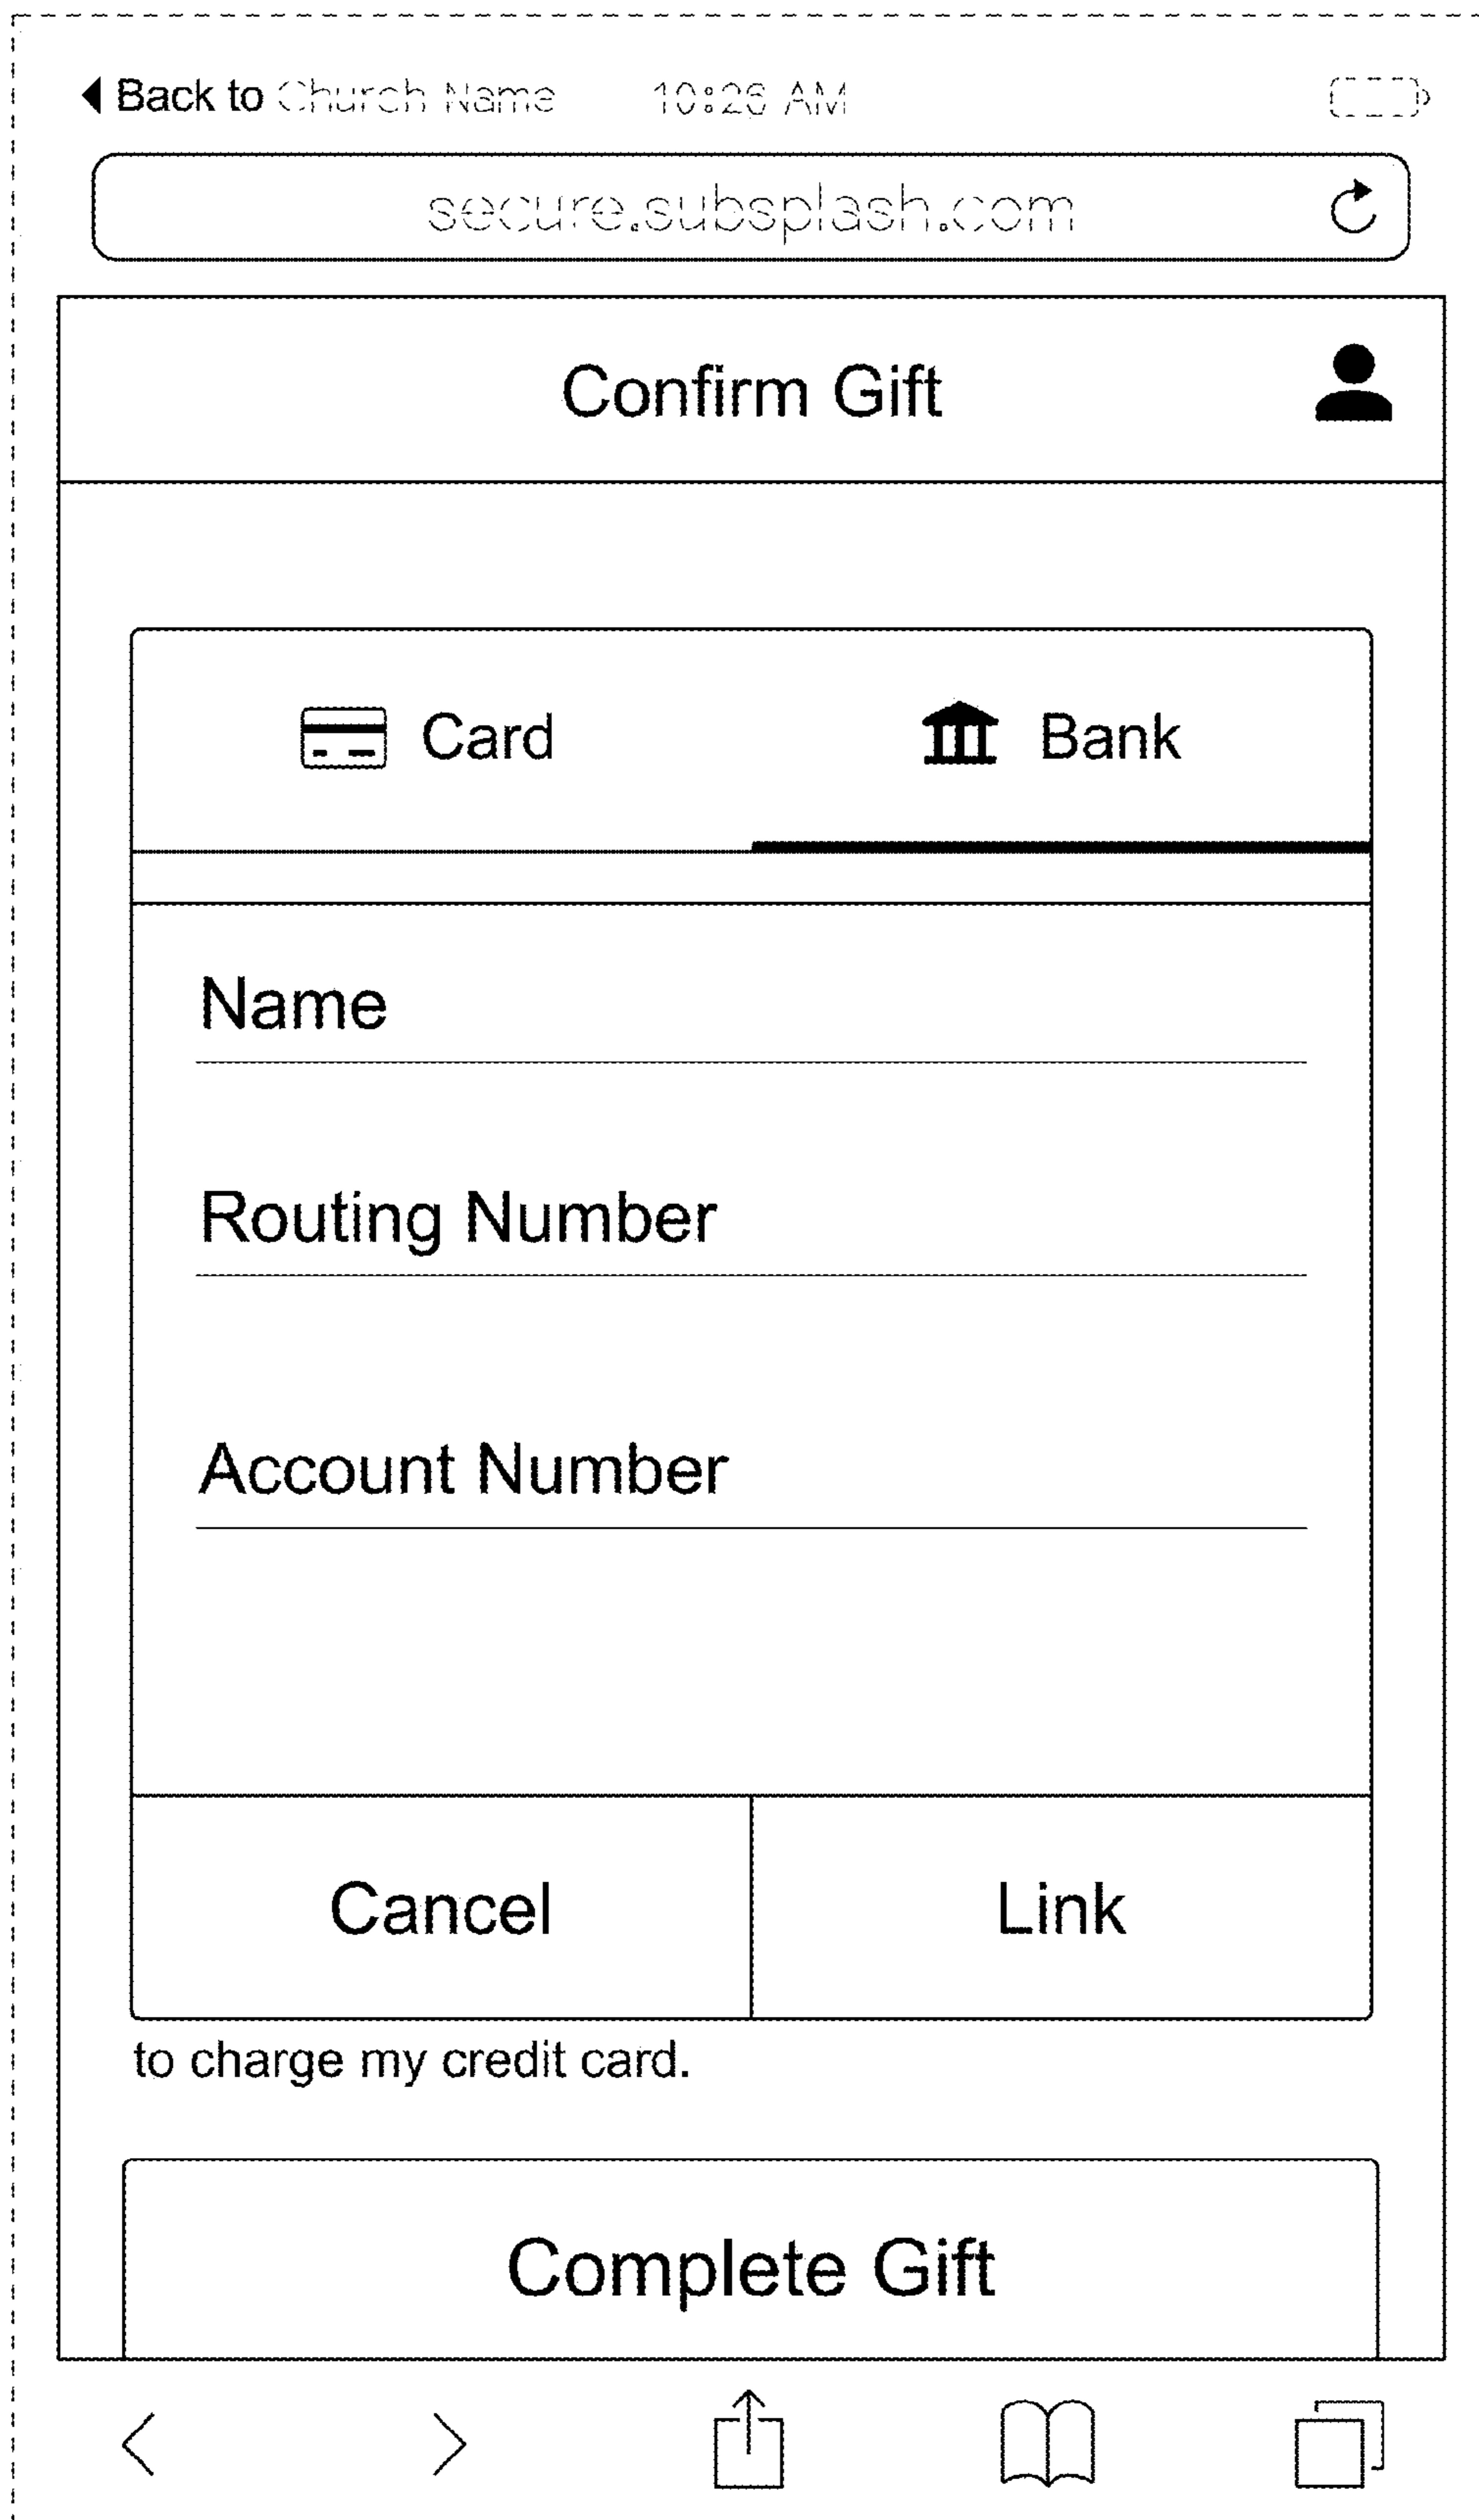 Back to Church Name 10:26 AM
secure.subsplash.com
Confirm Gift
Card Bank
Name
Routing Number
Account Number
Cancel Link
to charge my credit card.
Complete Gift